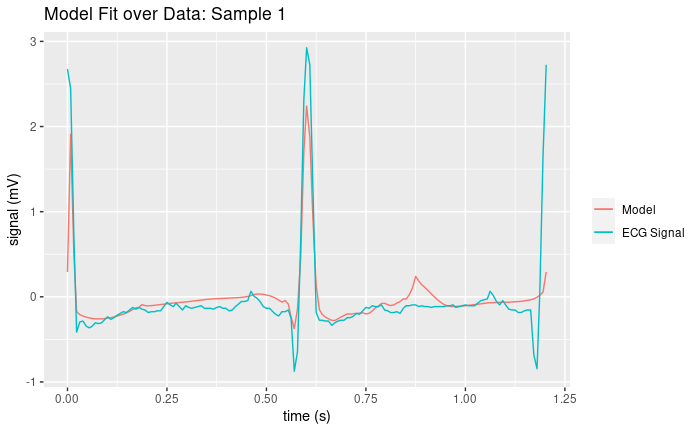 Model Fit over Data: Sample 1
3
2
1
0
-1
signal (mV)
0.00 0.25 0.50 0.75 1.00 1.25
time (s)
Model
ECG Signal